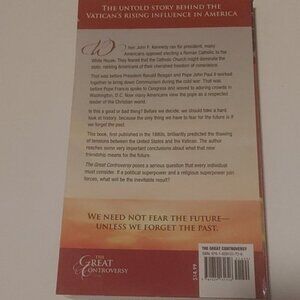 THE UNTOLD STORY BEHIND THE
VATICAN'S RISING INFLUENCE IN AMERICA
When John F. Kennedy ran for president, many
Americans opposed electing a Roman Catholic to the
White House. They feared that the Catholic Church might dominate the
state, ranking Americans of their cherished freedom of conscience.
That was before President Ronald Reagan and Pope John Paul II worked
together to bring down Communism during the cold war. That was
before Pope Francis spoke to Congress and waved to adoring crowds in
Washington, D.C. Now many Americans view the pope as a respected
leader of the Christian world.
Is this a good or bad thing? Before we decide, we should take a hard
look at history, because the only thing we have to fear for the future is if
we forget the past.
This book, first published in the 1880s, brilliantly predicted the thawing
of tensions between the United States and the Vatican. The author
reaches some very important conclusions about what that new
friendship means for the future.
The Great Controversy poses a serious question that every individual
must consider. If a political superpower and a religious superpower join
forces, what will be the inevitable result?
WE NEED NOT FEAR THE FUTURE—
UNLESS WE FORGET THE PAST.
THE
GREAT
CONTROVERSY
THE GREAT CONTROVERSY
$14.99